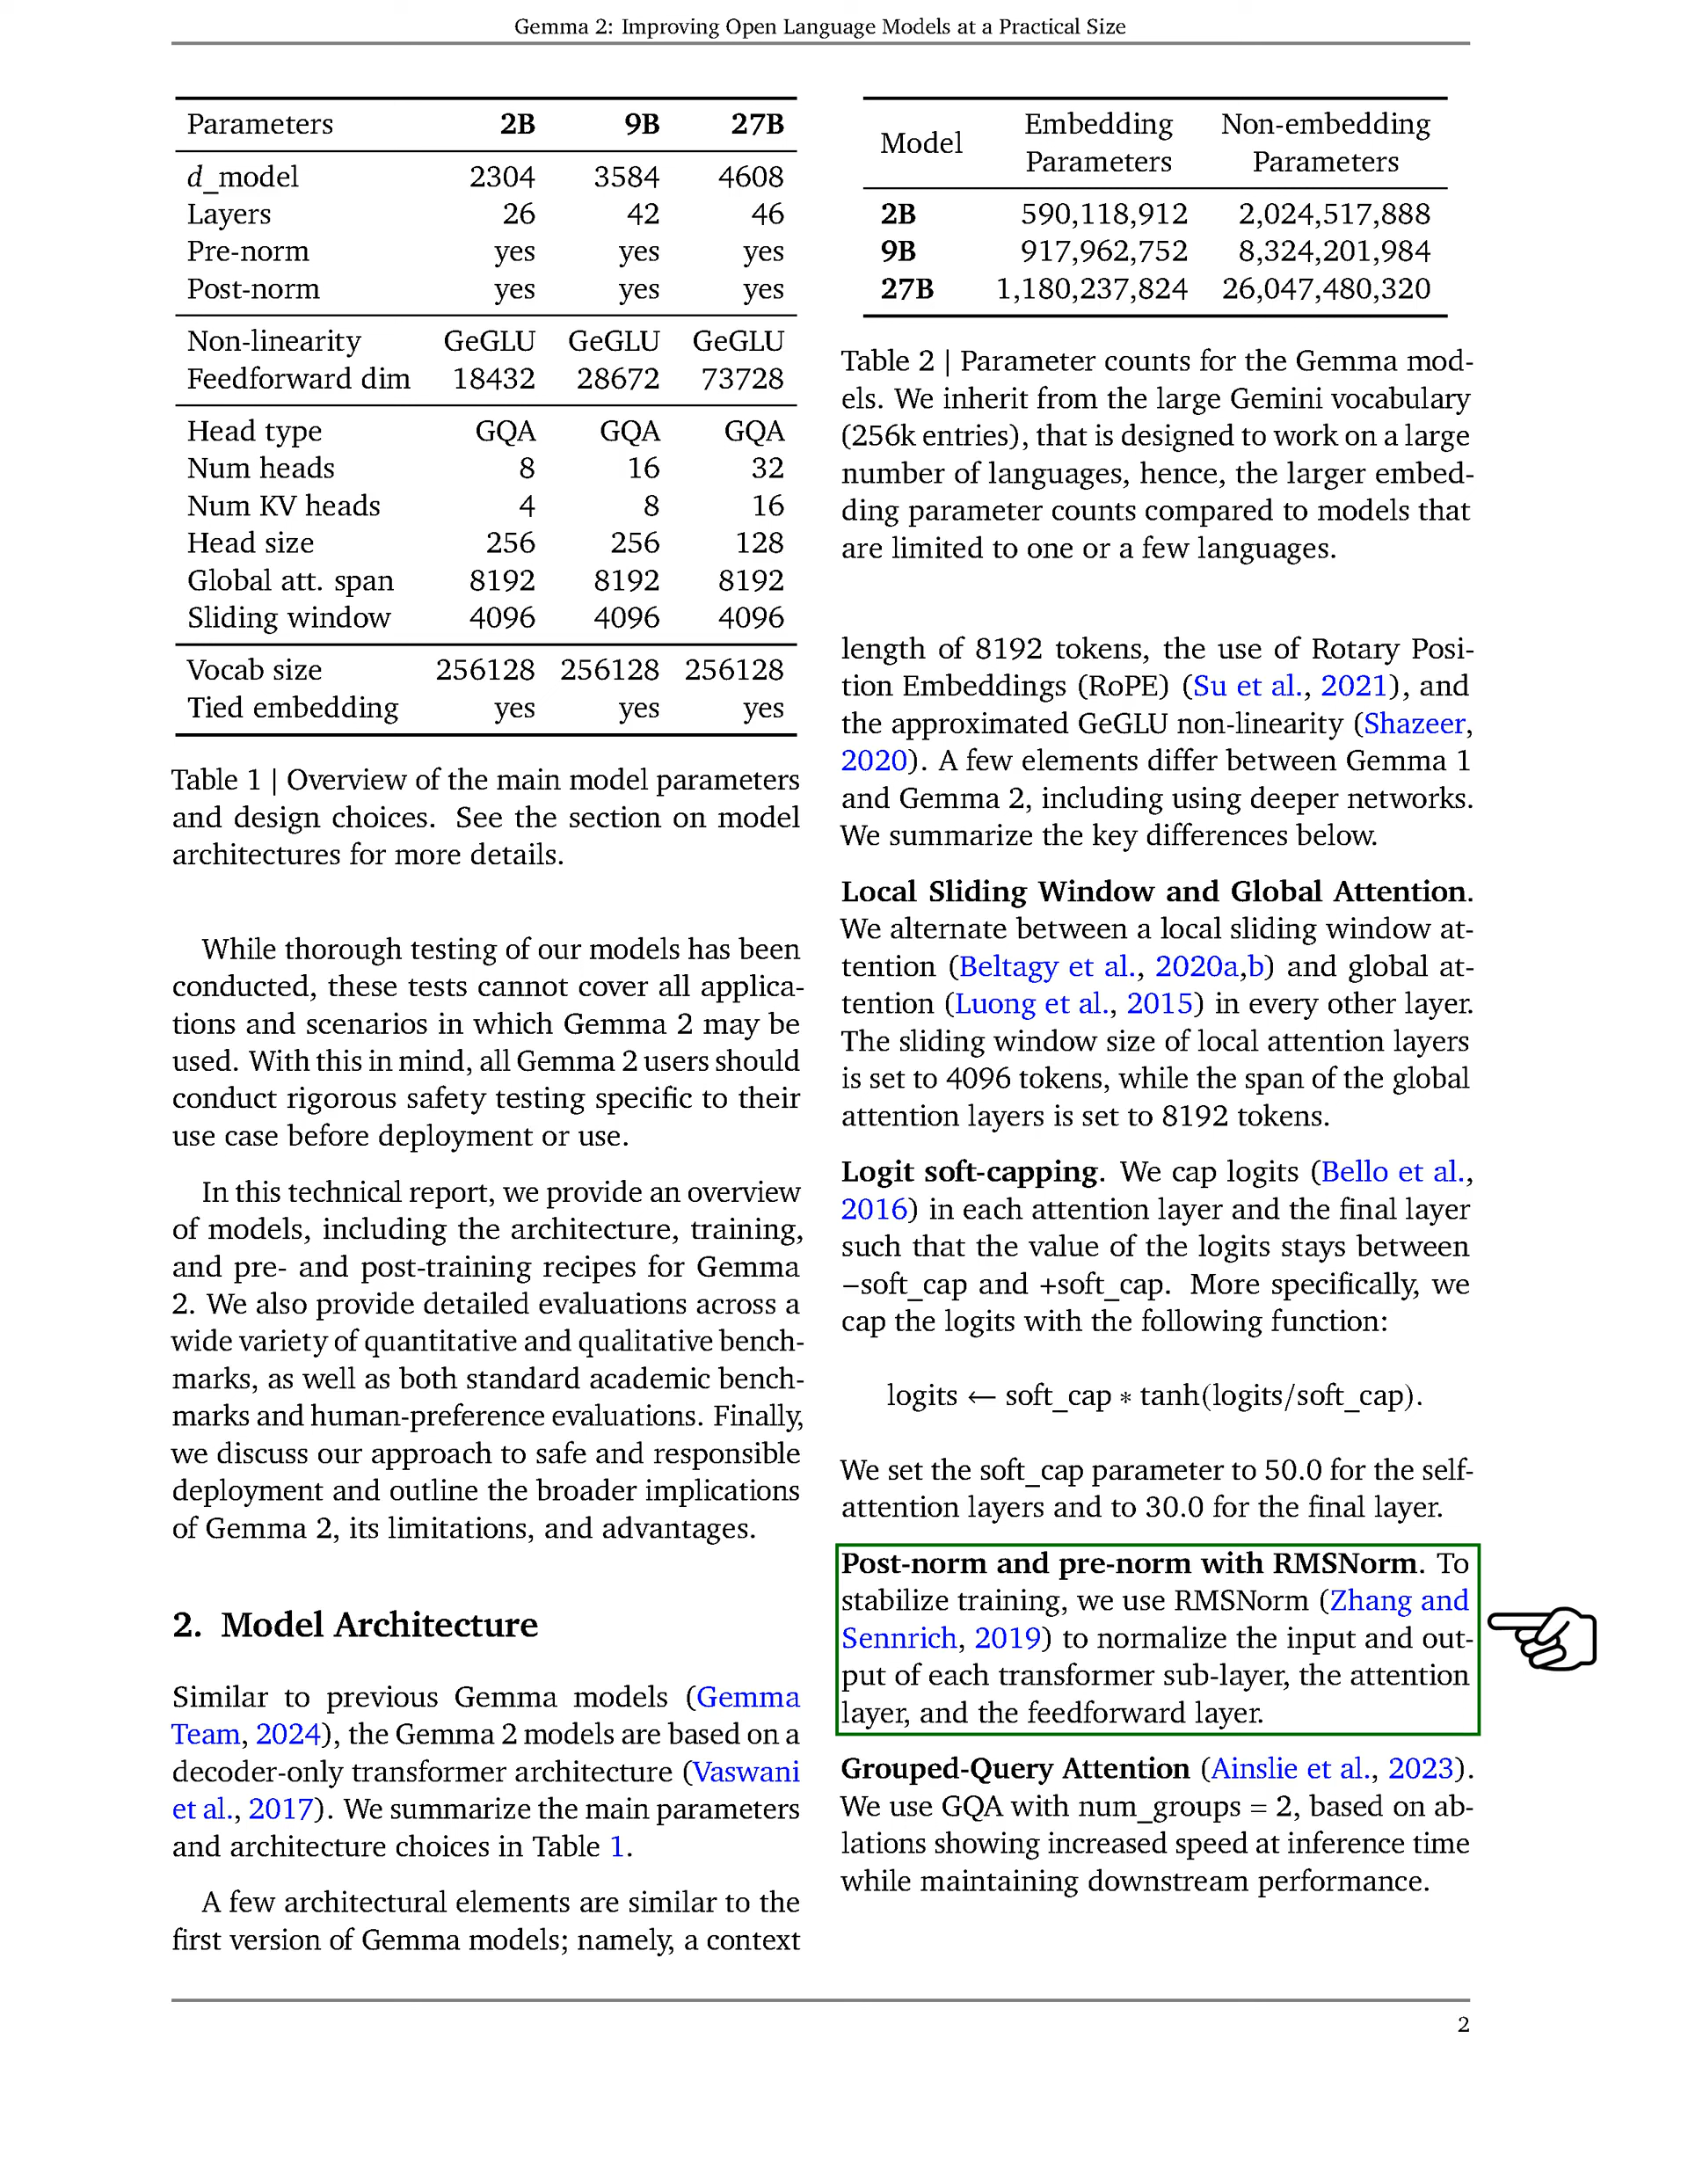 Gemma 2: Improving Open Language Models at a Practical Size
Parameters 2B 9B 27B
d_model 2304 3584 4608
Layers 26 42 46
Pre-norm yes yes yes
Post-norm yes yes yes
Non-linearity GeGLU GeGLU GeGLU
Feedforward dim 18432 28672 73728
Head type GQA GQA GQA
Num heads 8 16 32
Num KV heads 4 8 16
Head size 256 256 128
Global att. span 8192 8192 8192
Sliding window 4096 4096 4096
Vocab size 256128 256128 256128
Tied embedding yes yes yes
Table 1 | Overview of the main model parameters
and design choices. See the section on model
architectures for more details.
While thorough testing of our models has been
conducted, these tests cannot cover all applica-
tions and scenarios in which Gemma 2 may be
used. With this in mind, all Gemma 2 users should
conduct rigorous safety testing specific to their
use case before deployment or use.
In this technical report, we provide an overview
of models, including the architecture, training,
and pre- and post-training recipes for Gemma
2. We also provide detailed evaluations across a
wide variety of quantitative and qualitative bench-
marks, as well as both standard academic bench-
marks and human-preference evaluations. Finally,
we discuss our approach to safe and responsible
deployment and outline the broader implications
of Gemma 2, its limitations, and advantages.
2. Model Architecture
Similar to previous Gemma models (Gemma
Team, 2024), the Gemma 2 models are based on a
decoder-only transformer architecture (Vaswani
et al., 2017). We summarize the main parameters
and architecture choices in Table 1.
A few architectural elements are similar to the
first version of Gemma models; namely, a context
Model Embedding Parameters Non-embedding Parameters
2B 590,118,912 2,024,517,888
9B 917,962,752 8,324,201,984
27B 1,180,237,824 26,047,480,320
Table 2 | Parameter counts for the Gemma mod-
els. We inherit from the large Gemini vocabulary
(256k entries), that is designed to work on a large
number of languages, hence, the larger embed-
ding parameter counts compared to models that
are limited to one or a few languages.
length of 8192 tokens, the use of Rotary Posi-
tion Embeddings (RoPE) (Su et al., 2021), and
the approximated GeGLU non-linearity (Shazeer,
2020). A few elements differ between Gemma 1
and Gemma 2, including using deeper networks.
We summarize the key differences below.
Local Sliding Window and Global Attention.
We alternate between a local sliding window at-
tention (Beltagy et al., 2020a,b) and global at-
tention (Luong et al., 2015) in every other layer.
The sliding window size of local attention layers
is set to 4096 tokens, while the span of the global
attention layers is set to 8192 tokens.
Logit soft-capping. We cap logits (Bello et al.,
2016) in each attention layer and the final layer
such that the value of the logits stays between
−soft_cap and +soft_cap. More specifically, we
cap the logits with the following function:
logits ← soft_cap ∗ tanh(logits/soft_cap).
We set the soft_cap parameter to 50.0 for the self-
attention layers and to 30.0 for the final layer.
Post-norm and pre-norm with RMSNorm. To
stabilize training, we use RMSNorm (Zhang and
Sennrich, 2019) to normalize the input and out-
put of each transformer sub-layer, the attention
layer, and the feedforward layer.
Grouped-Query Attention (Ainslie et al., 2023).
We use GQA with num_groups = 2, based on ab-
lations showing increased speed at inference time
while maintaining downstream performance.
2